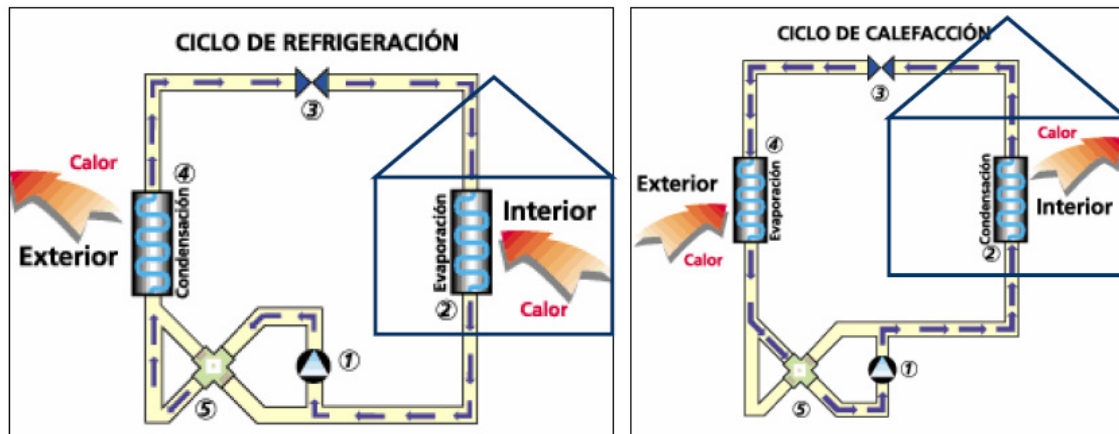 CICLO DE REFRIGERACIÓN
③
Calor
④
Condensación
Exterior
Evaporación
Interior
②
Calor
①
⑤
CICLO DE CALEFACCIÓN
③
④
Exterior
Evaporación
Calor
Calor
Condensación
Interior
②
①
⑤